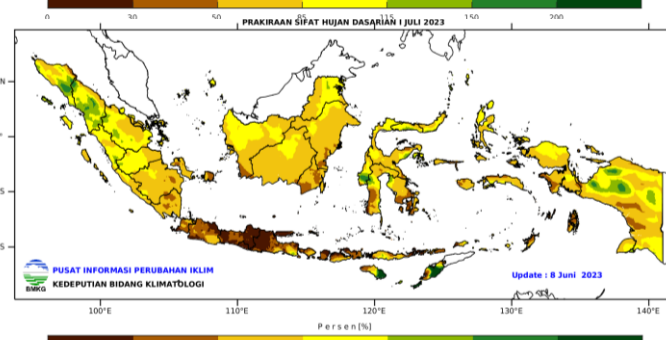 0 30 50 85 115 150 200
PRAKIRAAN SIFAT HUJAN DASARIAN I JULI 2023
N
°
S
S
PUSAT INFORMASI PERUBAHAN IKLIM
KEDEPUTIAN BIDANG KLIMATOLOGI
BMKG
Update : 8 Juni 2023
100°E 110°E 120°E 130°E 140°E
Persen[%]